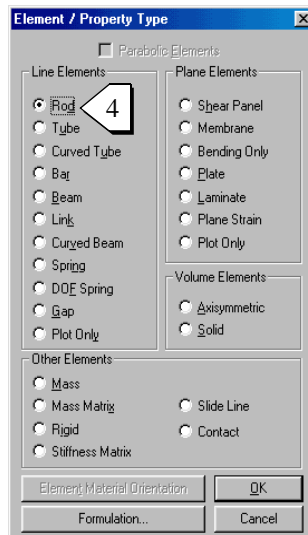 Element / Property Type
Parabolic Elements
Line Elements
Rod
4
Tube
Curved Tube
Bar
Beam
Link
Curved Beam
Spring
DOF Spring
Gap
Plot Only
Plane Elements
Shear Panel
Membrane
Bending Only
Plate
Laminate
Plane Strain
Plot Only
Volume Elements
Axisymmetric
Solid
Other Elements
Mass
Mass Matrix
Rigid
Stiffness Matrix
Slide Line
Contact
Element Material Orientation
OK
Formulation...
Cancel